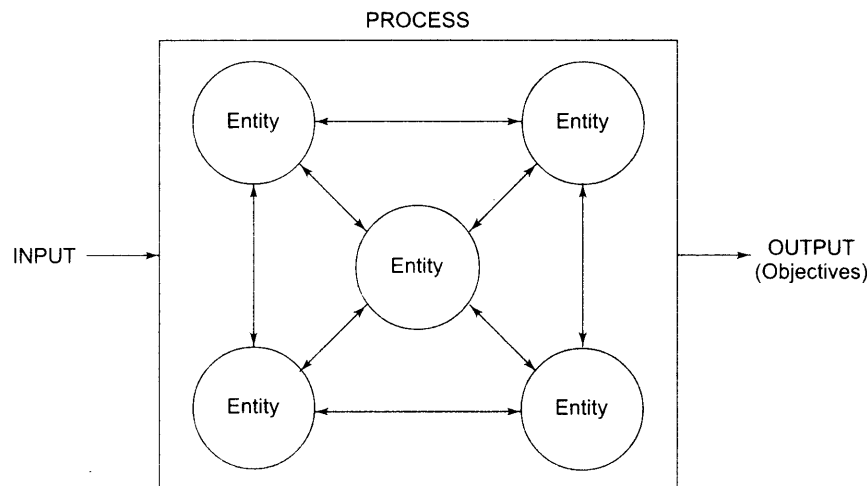 PROCESS
Entity
Entity
INPUT
Entity
OUTPUT
(Objectives)
Entity
Entity